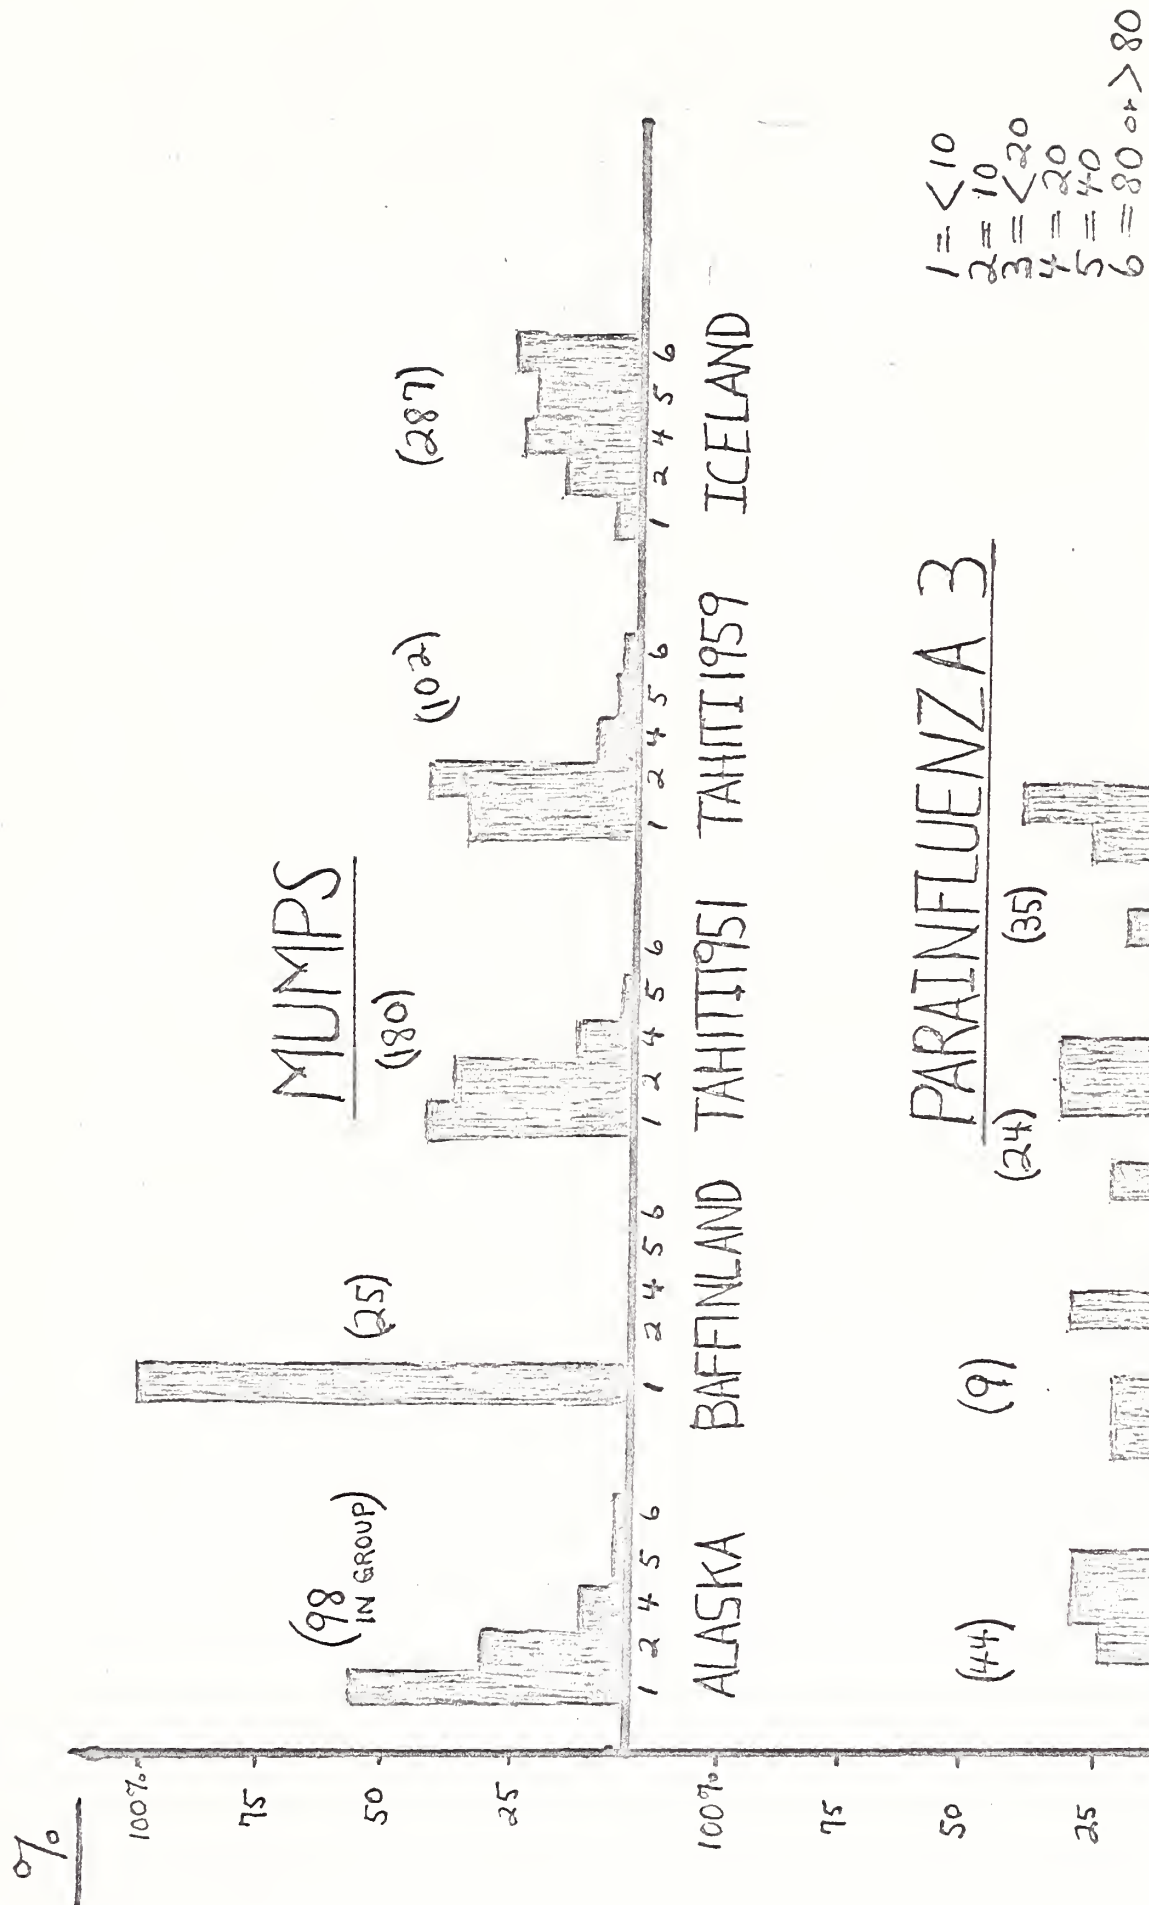 %
MUMPS
100%
75
50
25
(98
IN GROUP)
(25)
(180)
(102)
(287)
1 2 4 5 6
1 2 4 5 6
1 2 4 5 6
1 2 4 5 6
1 2 4 5 6
ALASKA
BAFFINLAND
TAHITI 1951
TAHITI 1959
ICELAND
PARAINFLUENZA 3
100%
75
50
25
(44)
(9)
(24)
(35)
1 = <10
2 = 10
3 = <20
4 = 20
5 = 40
6 = 80 or >80